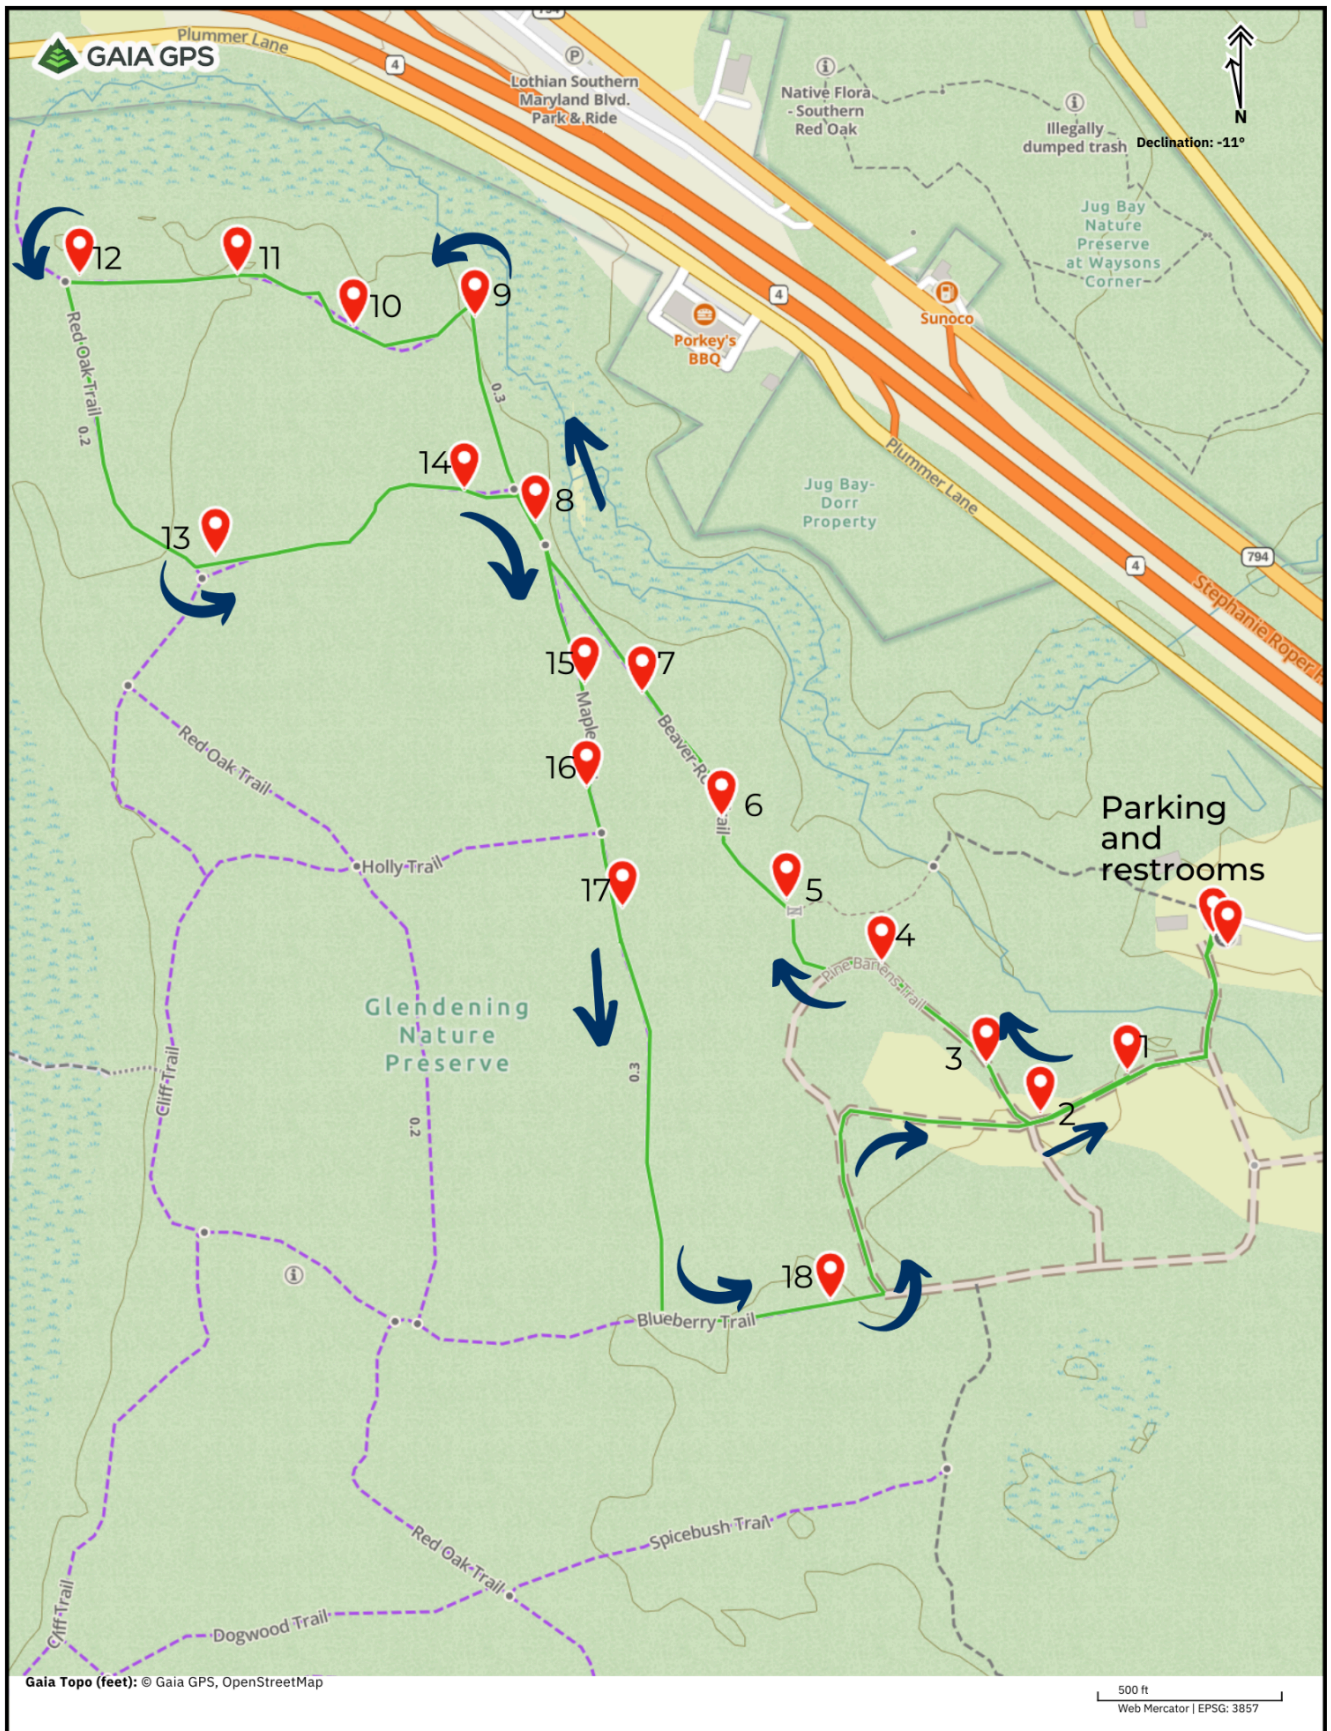 GAIA GPS
Plummer Lane
4
794
P
Lothian Southern
Maryland Blvd.
Park & Ride
Native Flora
- Southern
Red Oak
Illegally
dumped trash
N
Declination: -11°
Jug Bay
Nature
Preserve
at Waysons
Corner
12
11
10
9
4
Sunoco
Porkey's
BBQ
Red Oak Trail
0.2
0.3
14
8
Jug Bay-
Dorr
Property
Plummer Lane
13
4
794
Stephanie Roper
15
7
Maple
Beaver
ail
16
6
Red Oak Trail
Holly Trail
17
5
Parking
and
restrooms
4
Pine Barrens Trail
Glendening
Nature
Preserve
3
1
2
Cliff Trail
0.2
0.3
18
Blueberry Trail
Spicebush Trail
Red Oak Trail
Dogwood Trail
Cliff Trail
Gaia Topo (feet): © Gaia GPS, OpenStreetMap
500 ft
Web Mercator | EPSG: 3857